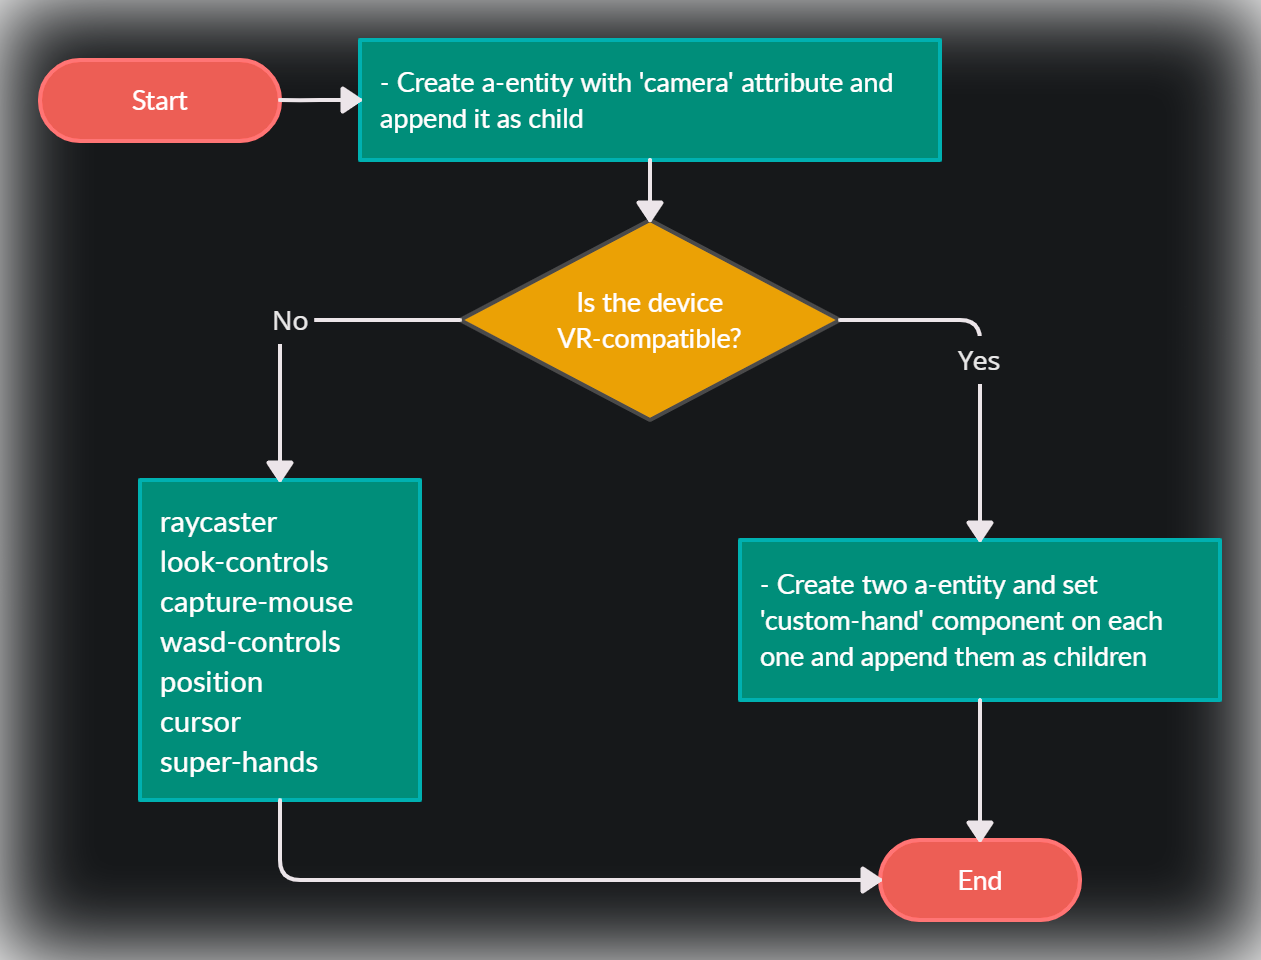 Start
- Create a-entity with 'camera' attribute and
append it as child
Is the device
VR-compatible?
No
Yes
raycaster
look-controls
capture-mouse
wasd-controls
position
cursor
super-hands
- Create two a-entity and set
'custom-hand' component on each
one and append them as children
End